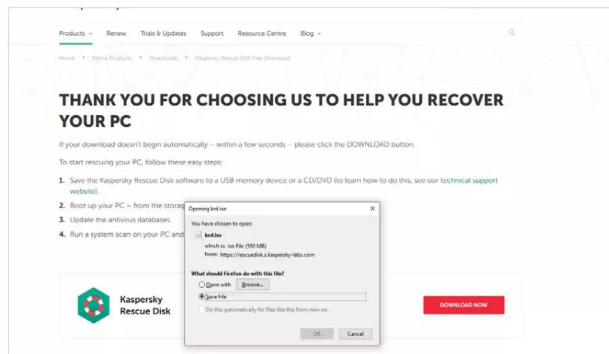 Products
Renew
Trials & Updates
Support
Resource Centre
Blog
Home
Home Products
Downloads
Kaspersky Rescue Disk Free Download
THANK YOU FOR CHOOSING US TO HELP YOU RECOVER
YOUR PC
If your download doesn't begin automatically – within a few seconds – please click the DOWNLOAD button.
To start rescuing your PC, follow these easy steps:
1. Save the Kaspersky Rescue Disk software to a USB memory device or a CD/DVD (to learn how to do this, see our technical support
website).
2. Boot up your PC – from the storag
3. Update the antivirus databases.
4. Run a system scan on your PC and
Opening krd.iso
You have chosen to open:
krd.iso
which is: iso File (590 MB)
from: https://rescuedisk.s.kaspersky-labs.com
What should Firefox do with this file?
Open with
Browse...
Save File
Do this automatically for files like this from now on.
OK
Cancel
Kaspersky
Rescue Disk
DOWNLOAD NOW